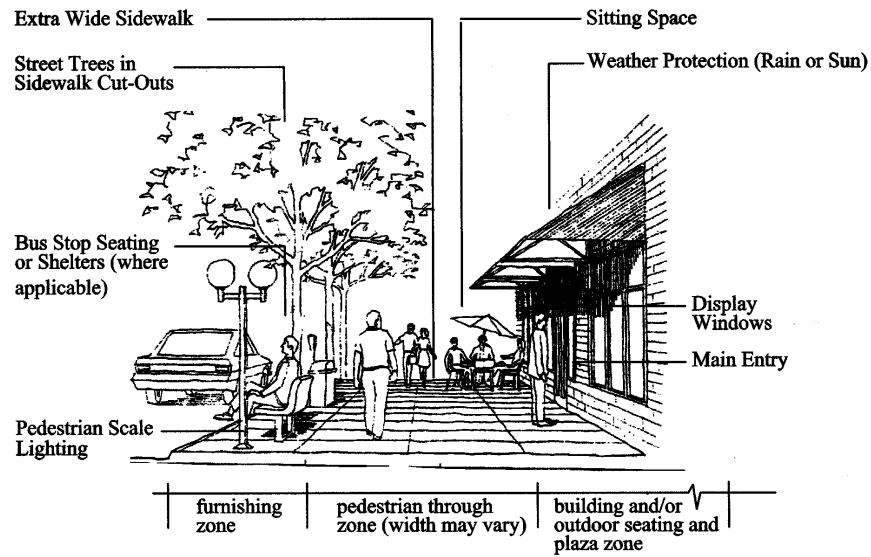 Extra Wide Sidewalk
Sitting Space
Street Trees in
Sidewalk Cut-Outs
Weather Protection (Rain or Sun)
Bus Stop Seating
or Shelters (where
applicable)
Display
Windows
Main Entry
Pedestrian Scale
Lighting
furnishing
zone
pedestrian through
zone (width may vary)
building and/or
outdoor seating and
plaza zone